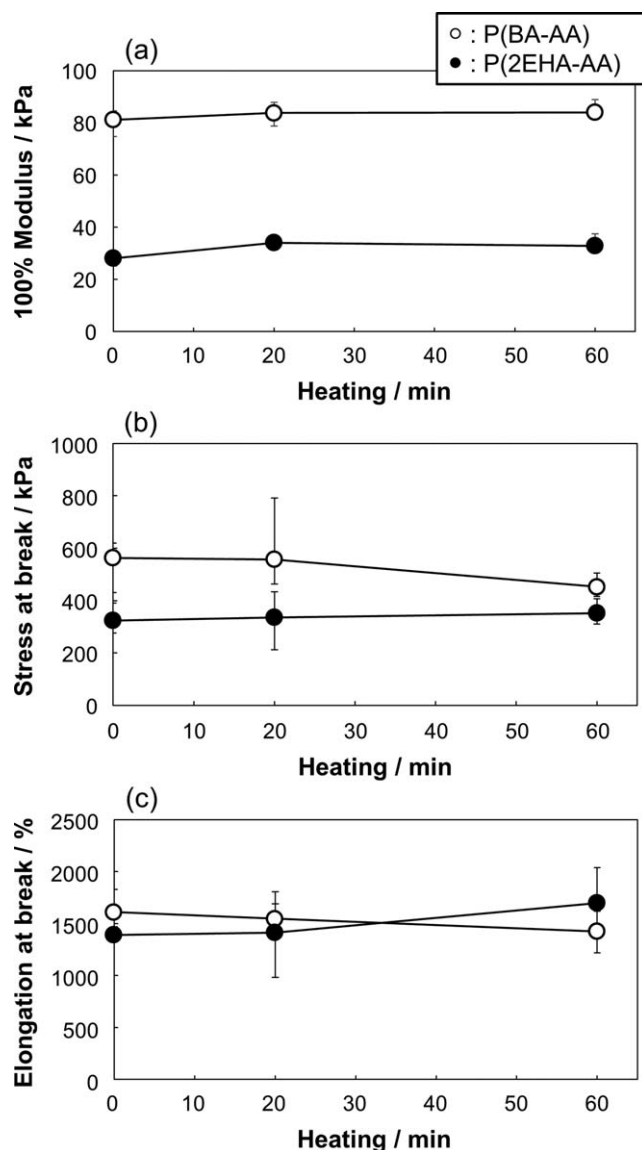 ○ : P(BA-AA)
● : P(2EHA-AA)
(a)
100% Modulus / kPa
100
80
60
40
20
0
0 10 20 30 40 50 60
Heating / min
(b)
Stress at break / kPa
1000
800
600
400
200
0
0 10 20 30 40 50 60
Heating / min
(c)
Elongation at break / %
2500
2000
1500
1000
500
0
0 10 20 30 40 50 60
Heating / min